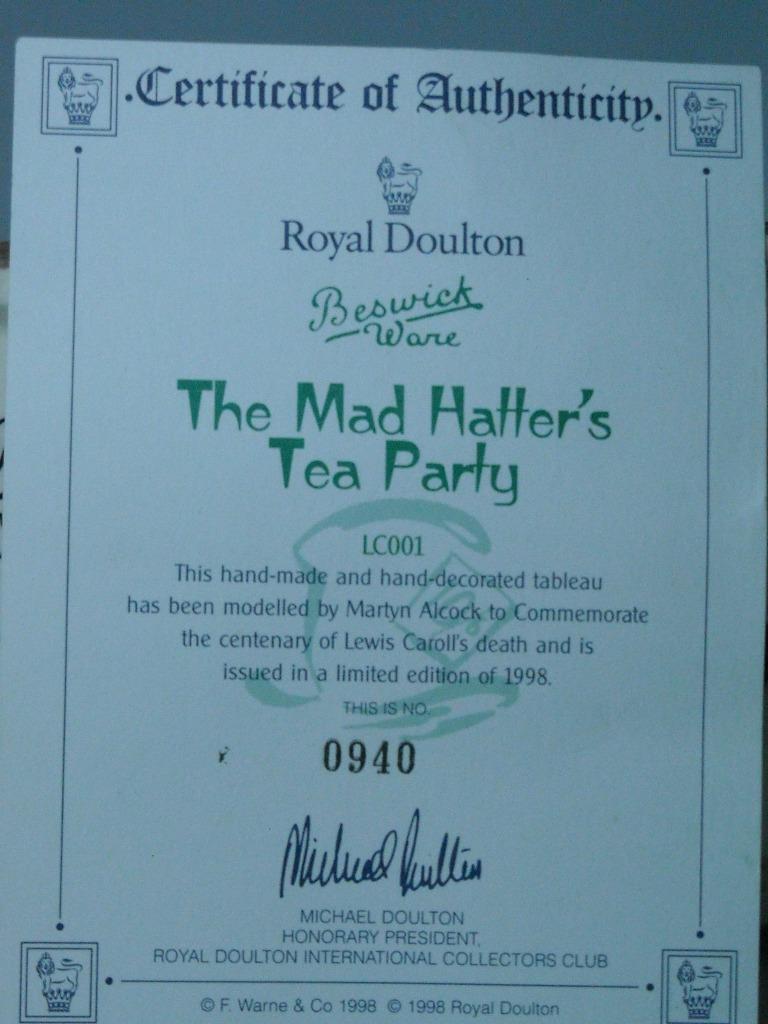 Certificate of Authenticity.
Royal Doulton
Beswick
Ware
The Mad Hatter's
Tea Party
LC001
This hand-made and hand-decorated tableau
has been modelled by Martyn Alcock to Commemorate
the centenary of Lewis Caroll's death and is
issued in a limited edition of 1998.
THIS IS NO.
0940
Michael Doulton
MICHAEL DOULTON
HONORARY PRESIDENT,
ROYAL DOULTON INTERNATIONAL COLLECTORS CLUB
© F. Warne & Co 1998 © 1998 Royal Doulton